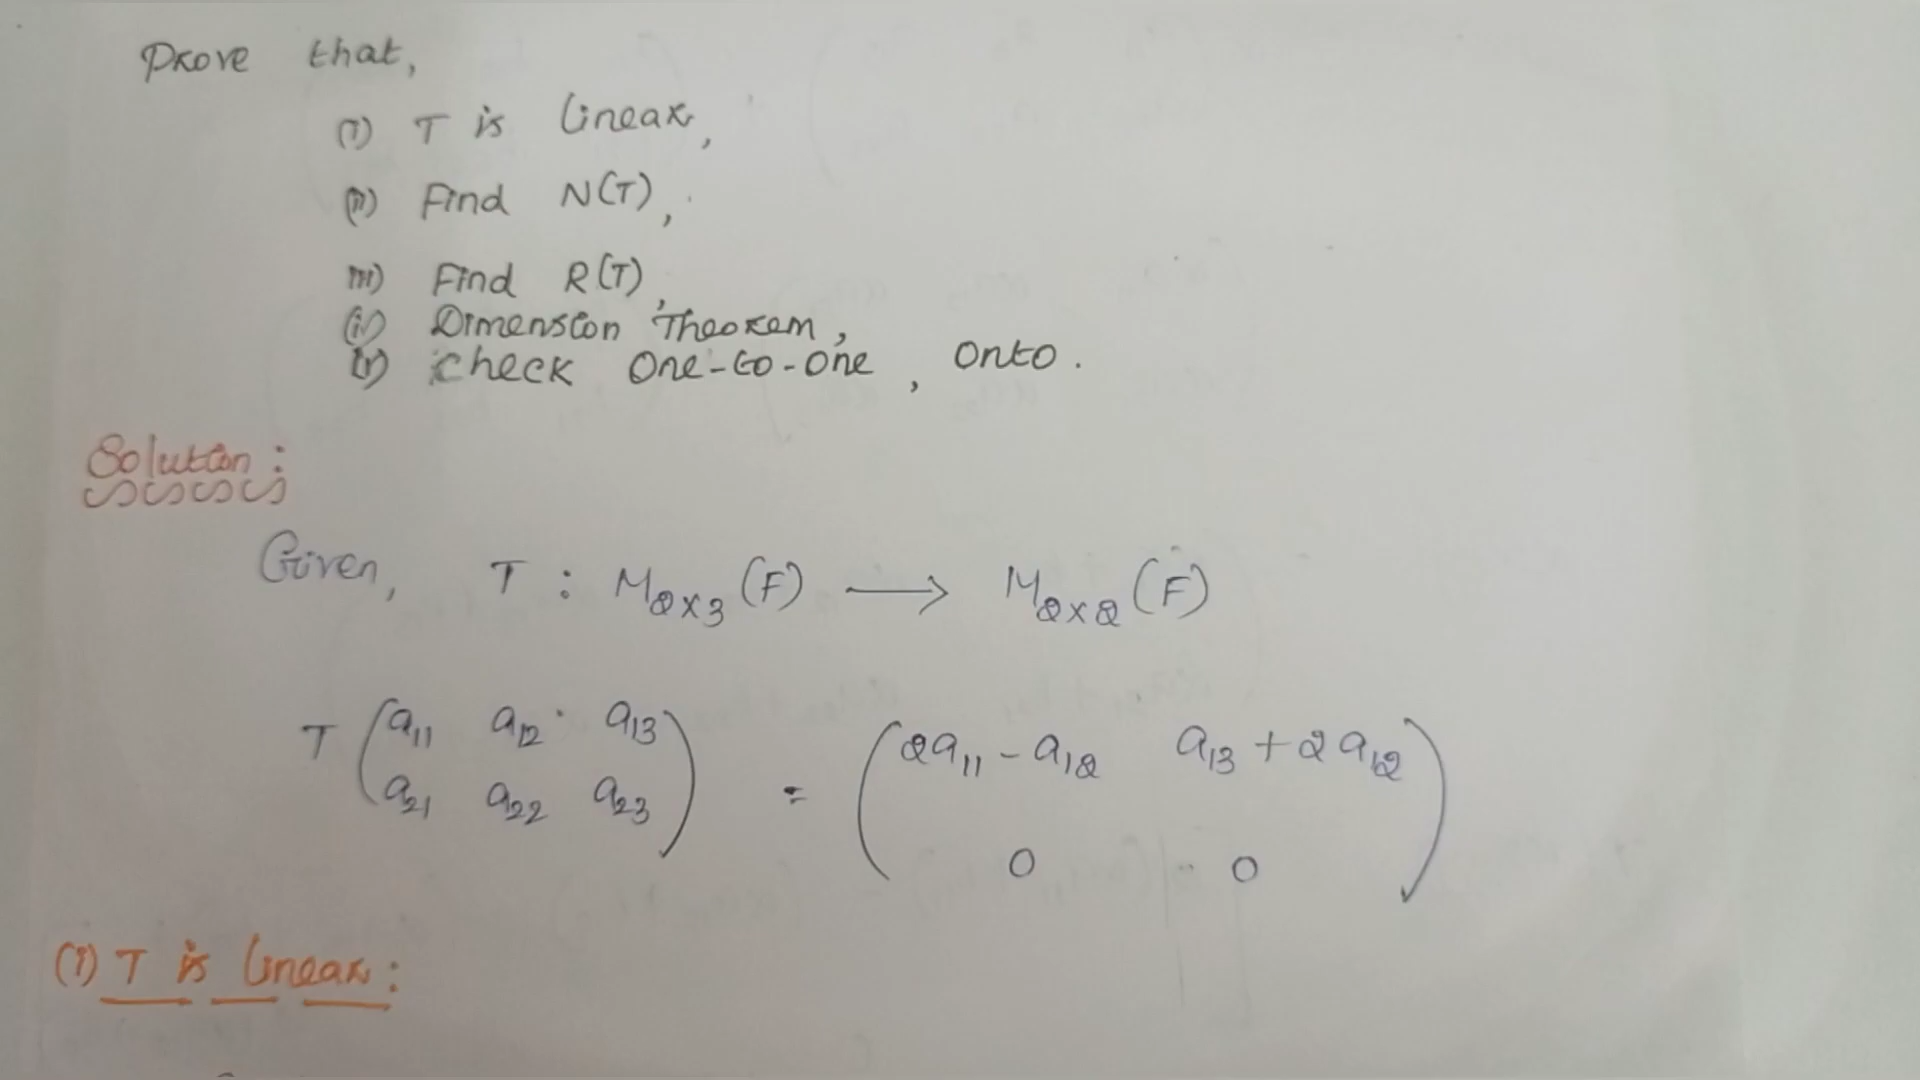 Prove that,
(i) T is linear,
(ii) Find N(T),
iii) Find R(T),
(iv) Dimension Theorem,
(v) Check One-to-One, Onto.
Solution:
Given, T : M₂ₓ₃ (F) ⟶ M₂ₓ₂ (F)
T (a₁₁ a₁₂ a₁₃ / a₂₁ a₂₂ a₂₃) = (2a₁₁ - a₁₂ a₁₃ + 2a₁₂ / 0 0)
(i) T is linear: